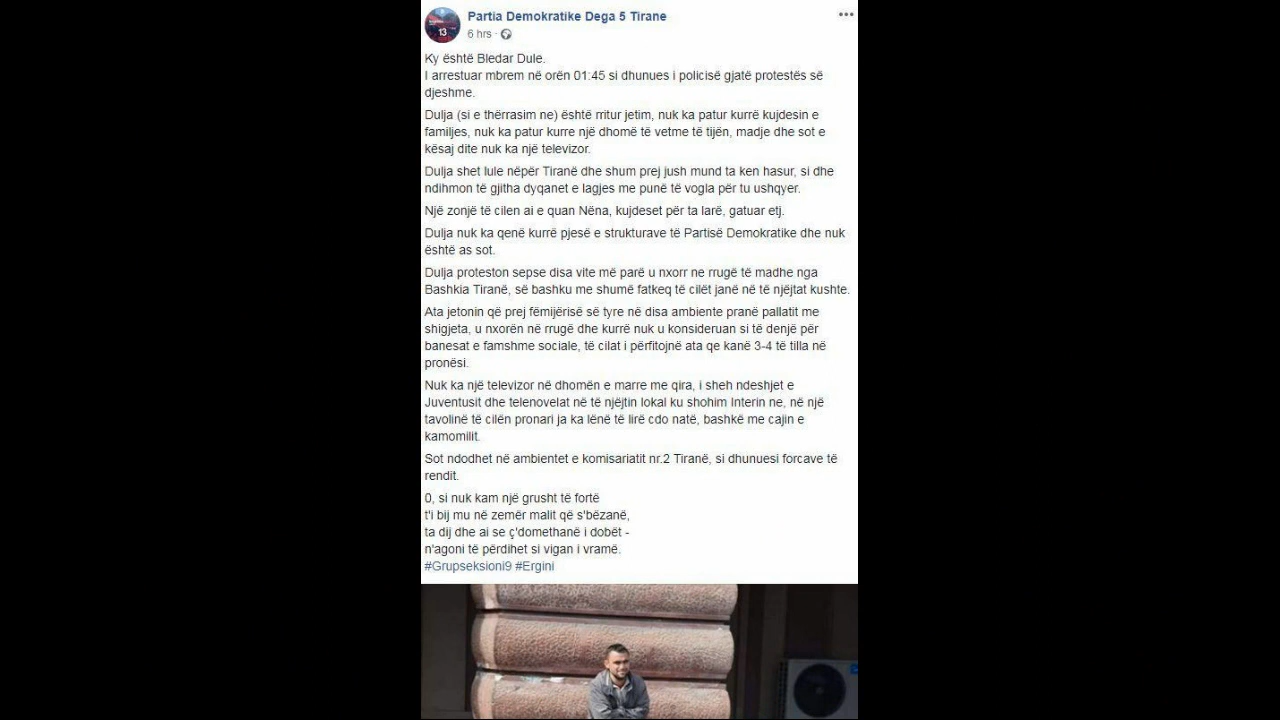 Partia Demokratike Dega 5 Tirane
6 hrs ·
13
Ky është Bledar Dule.
I arrestuar mbrem në orën 01:45 si dhunues i policisë gjatë protestës së
djeshme.
Dulja (si e thërrasim ne) është rritur jetim, nuk ka patur kurrë kujdesin e
familjes, nuk ka patur kurre një dhomë të vetme të tijën, madje dhe sot e
kësaj dite nuk ka një televizor.
Dulja shet lule nëpër Tiranë dhe shum prej jush mund ta ken hasur, si dhe
ndihmon të gjitha dyqanet e lagjes me punë të vogla për tu ushqyer.
Një zonjë të cilen ai e quan Nëna, kujdeset për ta larë, gatuar etj.
Dulja nuk ka qenë kurrë pjesë e strukturave të Partisë Demokratike dhe nuk
është as sot.
Dulja proteston sepse disa vite më parë u nxorr ne rrugë të madhe nga
Bashkia Tiranë, së bashku me shumë fatkeq të cilët janë në të njëjtat kushte.
Ata jetonin që prej fëmijërisë së tyre në disa ambiente pranë pallatit me
shigjeta, u nxorën në rrugë dhe kurrë nuk u konsideruan si të denjë për
banesat e famshme sociale, të cilat i përfitojnë ata qe kanë 3-4 të tilla në
pronësi.
Nuk ka një televizor në dhomën e marre me qira, i sheh ndeshjet e
Juventusit dhe telenovelat në të njëjtin lokal ku shohim Interin ne, në një
tavolinë të cilën pronari ja ka lënë të lirë cdo natë, bashkë me cajin e
kamomilit.
Sot ndodhet në ambientet e komisariatit nr.2 Tiranë, si dhunuesi forcave të
rendit.
0, si nuk kam një grusht të fortë
t'i bij mu në zemër malit që s'bëzanë,
ta dij dhe ai se ç'domethanë i dobët -
n'agoni të përdihet si vigan i vramë.
#Grupseksioni9 #Ergini